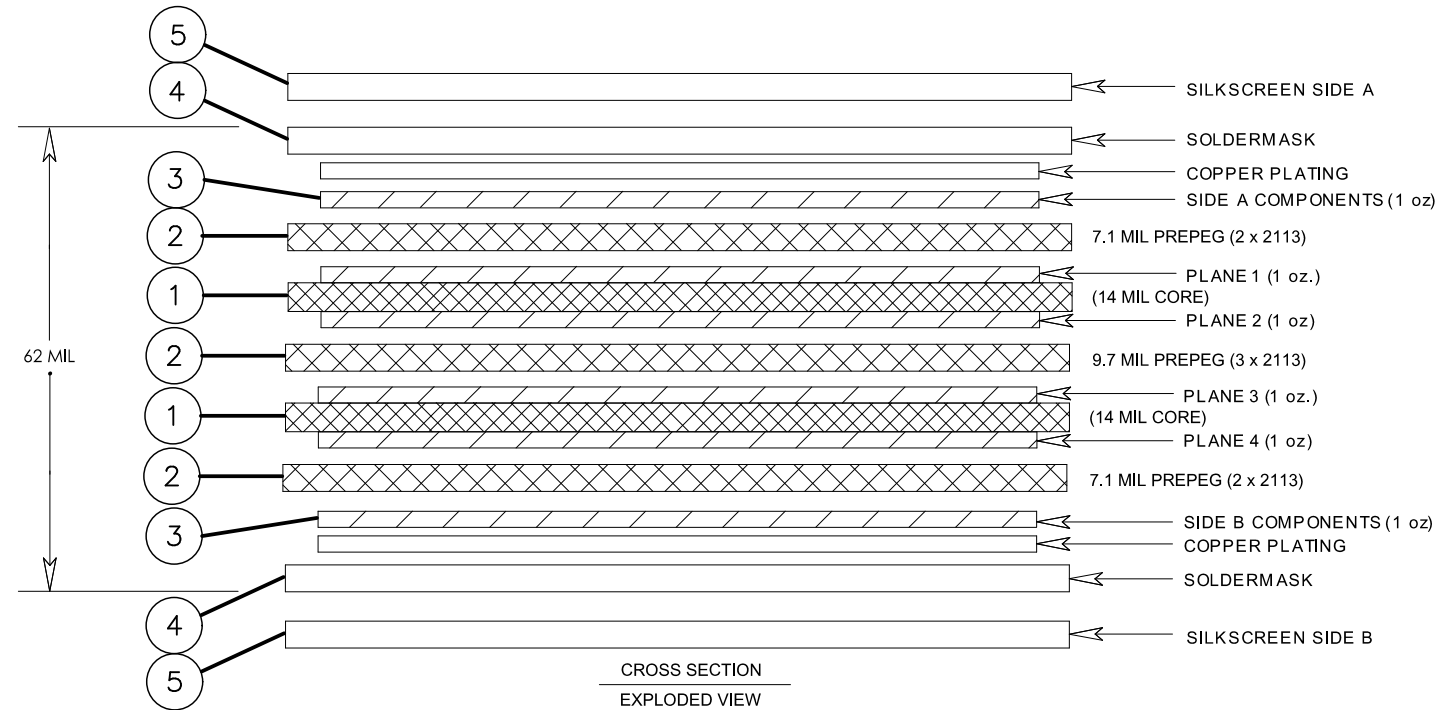 5
SILKSCREEN SIDE A
4
SOLDERMASK
COPPER PLATING
3
SIDE A COMPONENTS (1 oz)
2
7.1 MIL PREPEG (2 x 2113)
PLANE 1 (1 oz.)
1
(14 MIL CORE)
PLANE 2 (1 oz)
62 MIL
2
9.7 MIL PREPEG (3 x 2113)
PLANE 3 (1 oz.)
1
(14 MIL CORE)
PLANE 4 (1 oz)
2
7.1 MIL PREPEG (2 x 2113)
3
SIDE B COMPONENTS (1 oz)
COPPER PLATING
SOLDERMASK
4
SILKSCREEN SIDE B
5
CROSS SECTION
EXPLODED VIEW